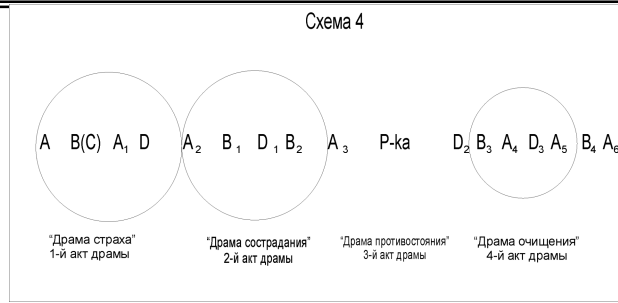 Схема 4
A B(C) A₁ D A₂ B₁ D₁ B₂ A₃ P-ka D₂ B₃ A₄ D₃ A₅ B₄ A₆
"Драма страха" "Драма сострадания" "Драма противостояния" "Драма очищения"
1-й акт драмы 2-й акт драмы 3-й акт драмы 4-й акт драмы